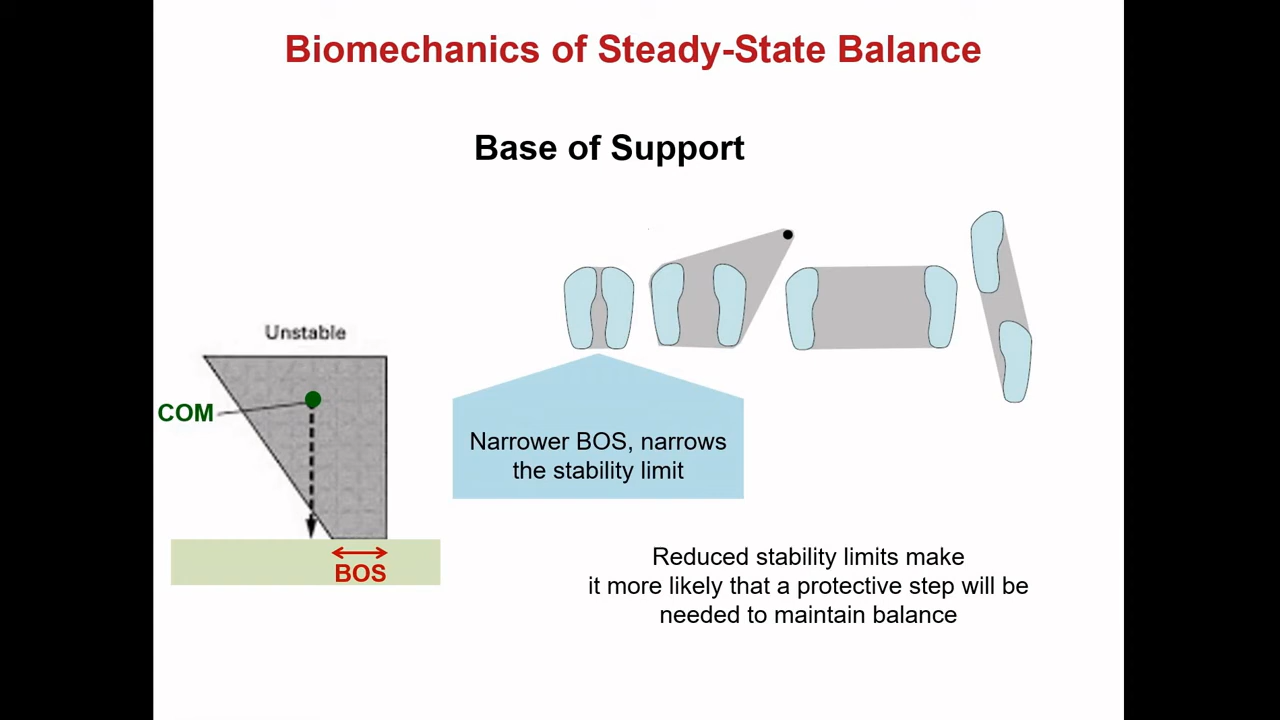 Biomechanics of Steady-State Balance
Base of Support
Unstable
COM
BOS
Narrower BOS, narrows
the stability limit
Reduced stability limits make
it more likely that a protective step will be
needed to maintain balance